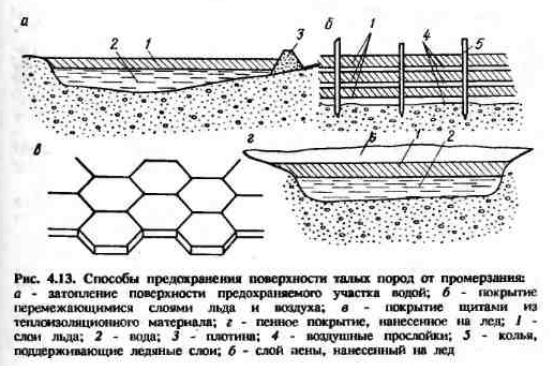 а 2 1 3 б 1 4 5
в г 6 1 2
Рис. 4.13. Способы предохранения поверхности талых пород от промерзания:
а - затопление поверхности предохраняемого участка водой; б - покрытие
перемежающимися слоями льда и воздуха; в - покрытие щитами из
теплоизоляционного материала; г - пенное покрытие, нанесенное на лед; 1 -
слои льда; 2 - вода; 3 - плотина; 4 - воздушные прослойки; 5 - колья,
поддерживающие ледяные слои; 6 - слой пены, нанесенный на лед